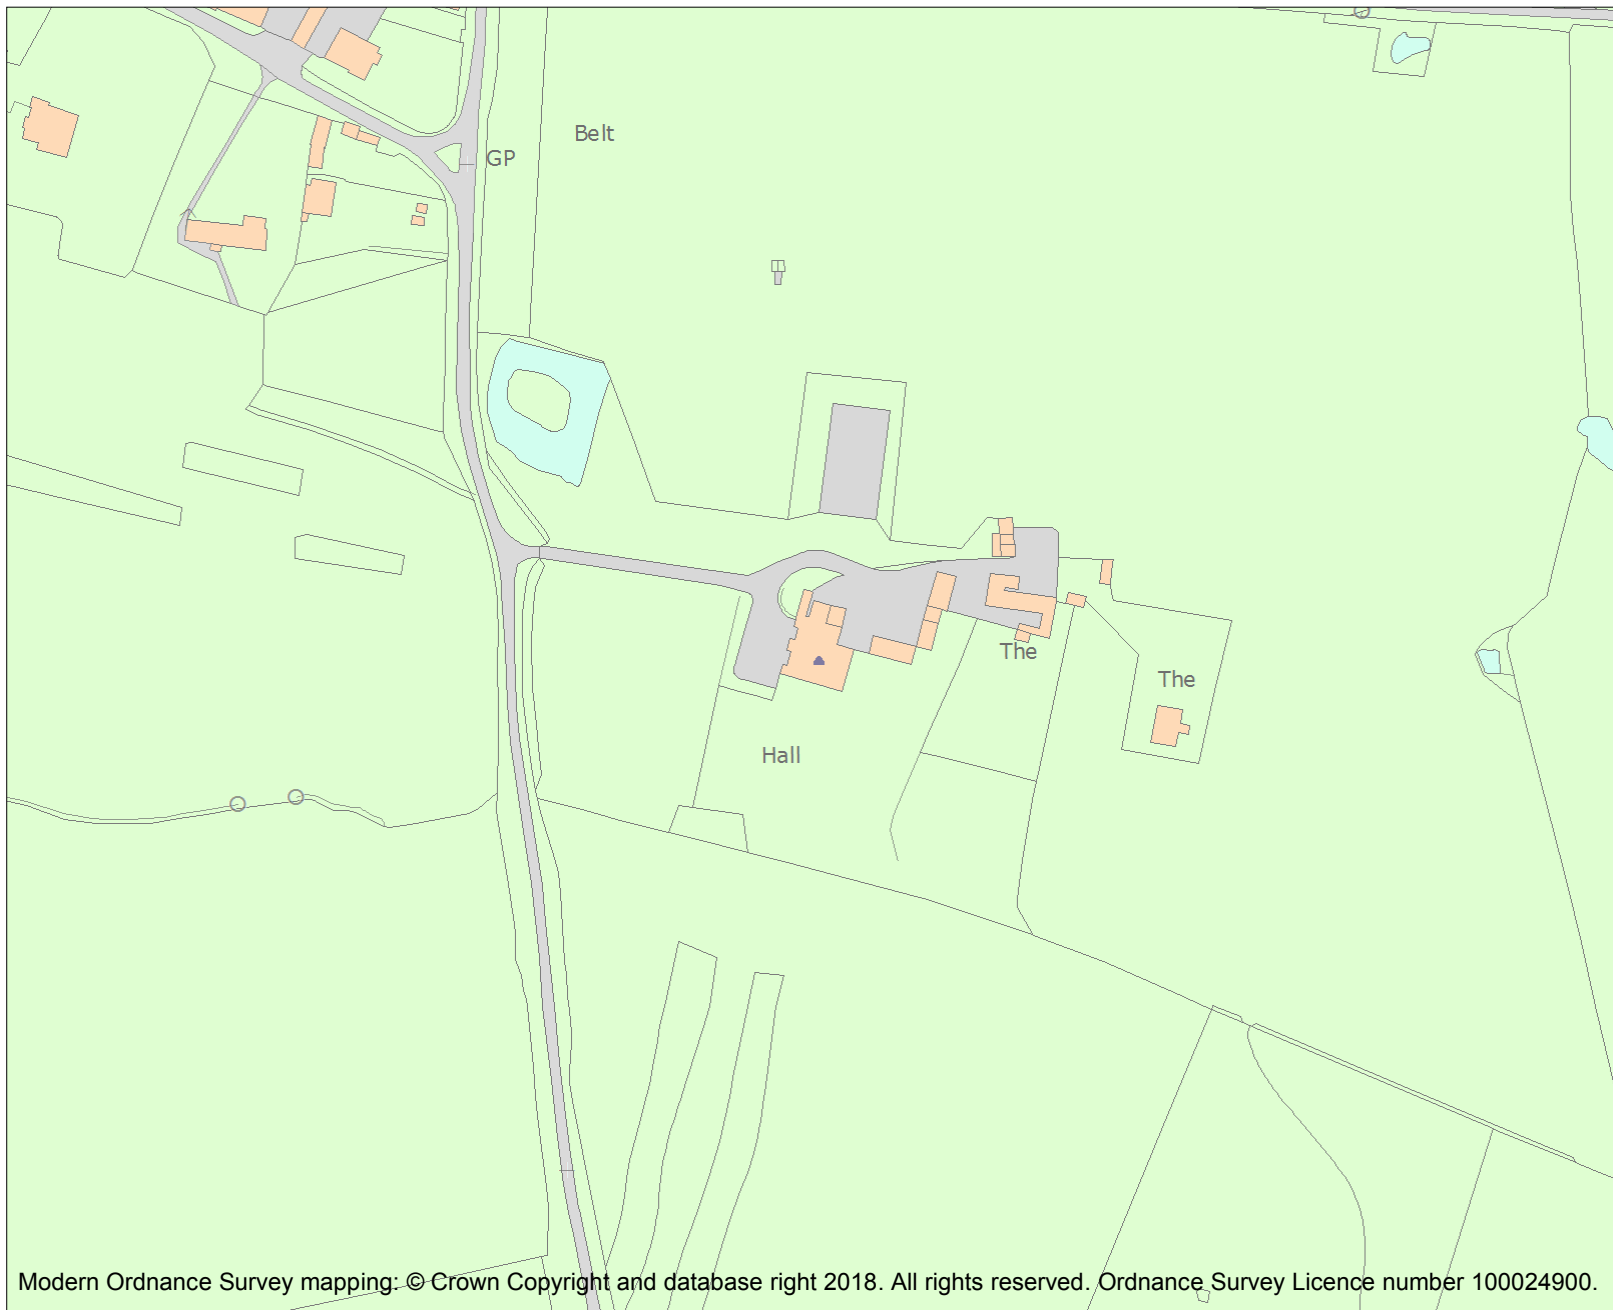 Belt
GP
The
The
Hall
Modern Ordnance Survey mapping: © Crown Copyright and database right 2018. All rights reserved. Ordnance Survey Licence number 100024900.